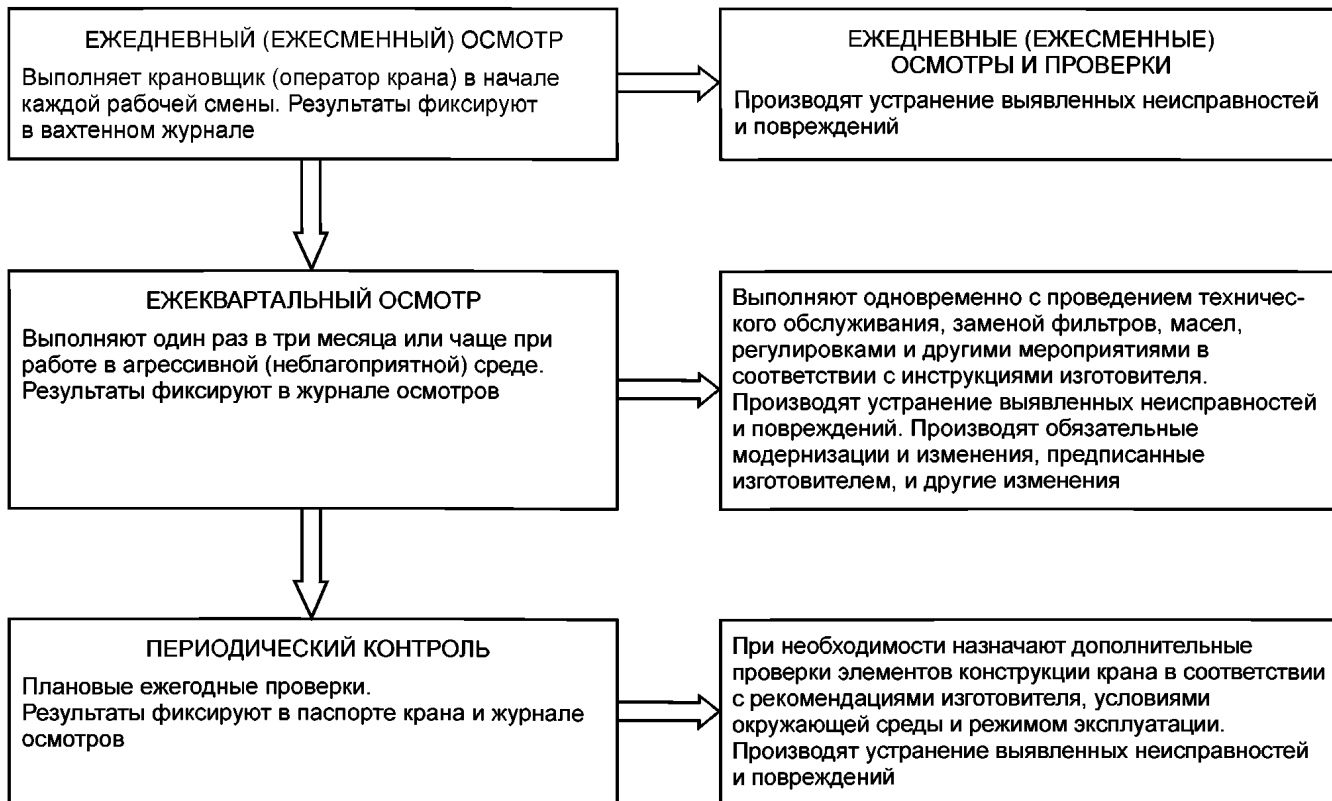 ЕЖЕДНЕВНЫЙ (ЕЖЕСМЕННЫЙ) ОСМОТР
Выполняет крановщик (оператор крана) в начале
каждой рабочей смены. Результаты фиксируют
в вахтенном журнале
ЕЖЕДНЕВНЫЕ (ЕЖЕСМЕННЫЕ)
ОСМОТРЫ И ПРОВЕРКИ
Производят устранение выявленных неисправностей
и повреждений
ЕЖЕКВАРТАЛЬНЫЙ ОСМОТР
Выполняют один раз в три месяца или чаще при
работе в агрессивной (неблагоприятной) среде.
Результаты фиксируют в журнале осмотров
Выполняют одновременно с проведением техничес-
кого обслуживания, заменой фильтров, масел,
регулировками и другими мероприятиями в
соответствии с инструкциями изготовителя.
Производят устранение выявленных неисправностей
и повреждений. Производят обязательные
модернизации и изменения, предписанные
изготовителем, и другие изменения
ПЕРИОДИЧЕСКИЙ КОНТРОЛЬ
Плановые ежегодные проверки.
Результаты фиксируют в паспорте крана и журнале
осмотров
При необходимости назначают дополнительные
проверки элементов конструкции крана в соответствии
с рекомендациями изготовителя, условиями
окружающей среды и режимом эксплуатации.
Производят устранение выявленных неисправностей
и повреждений